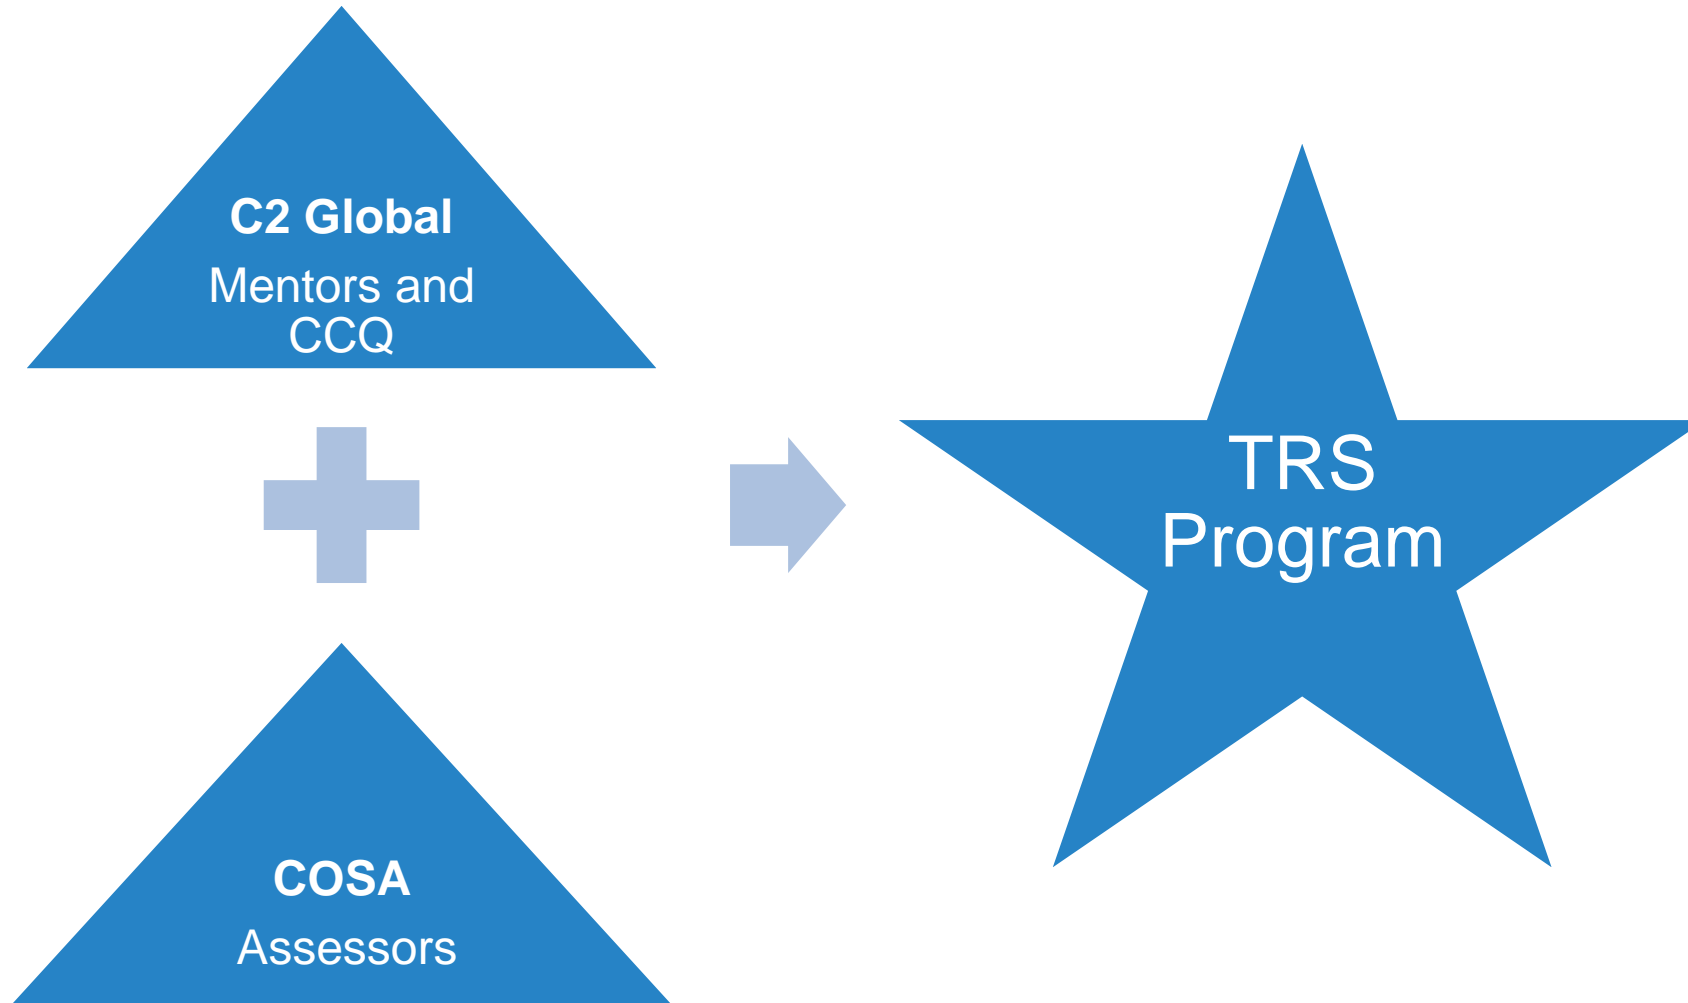 C2 Global
Mentors and
CCQ
TRS
Program
COSA
Assessors